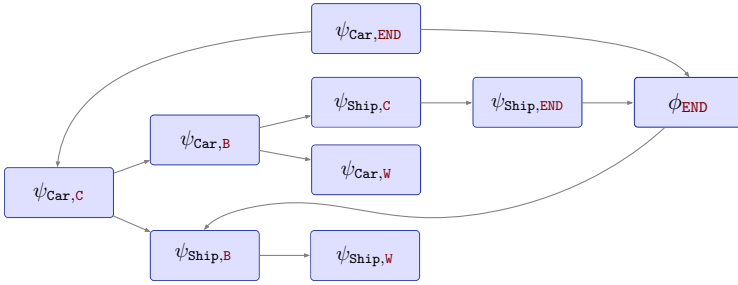 ψCar,END
ψShip,C
ψShip,END
ϕEND
ψCar,B
ψCar,W
ψCar,C
ψShip,B
ψShip,W